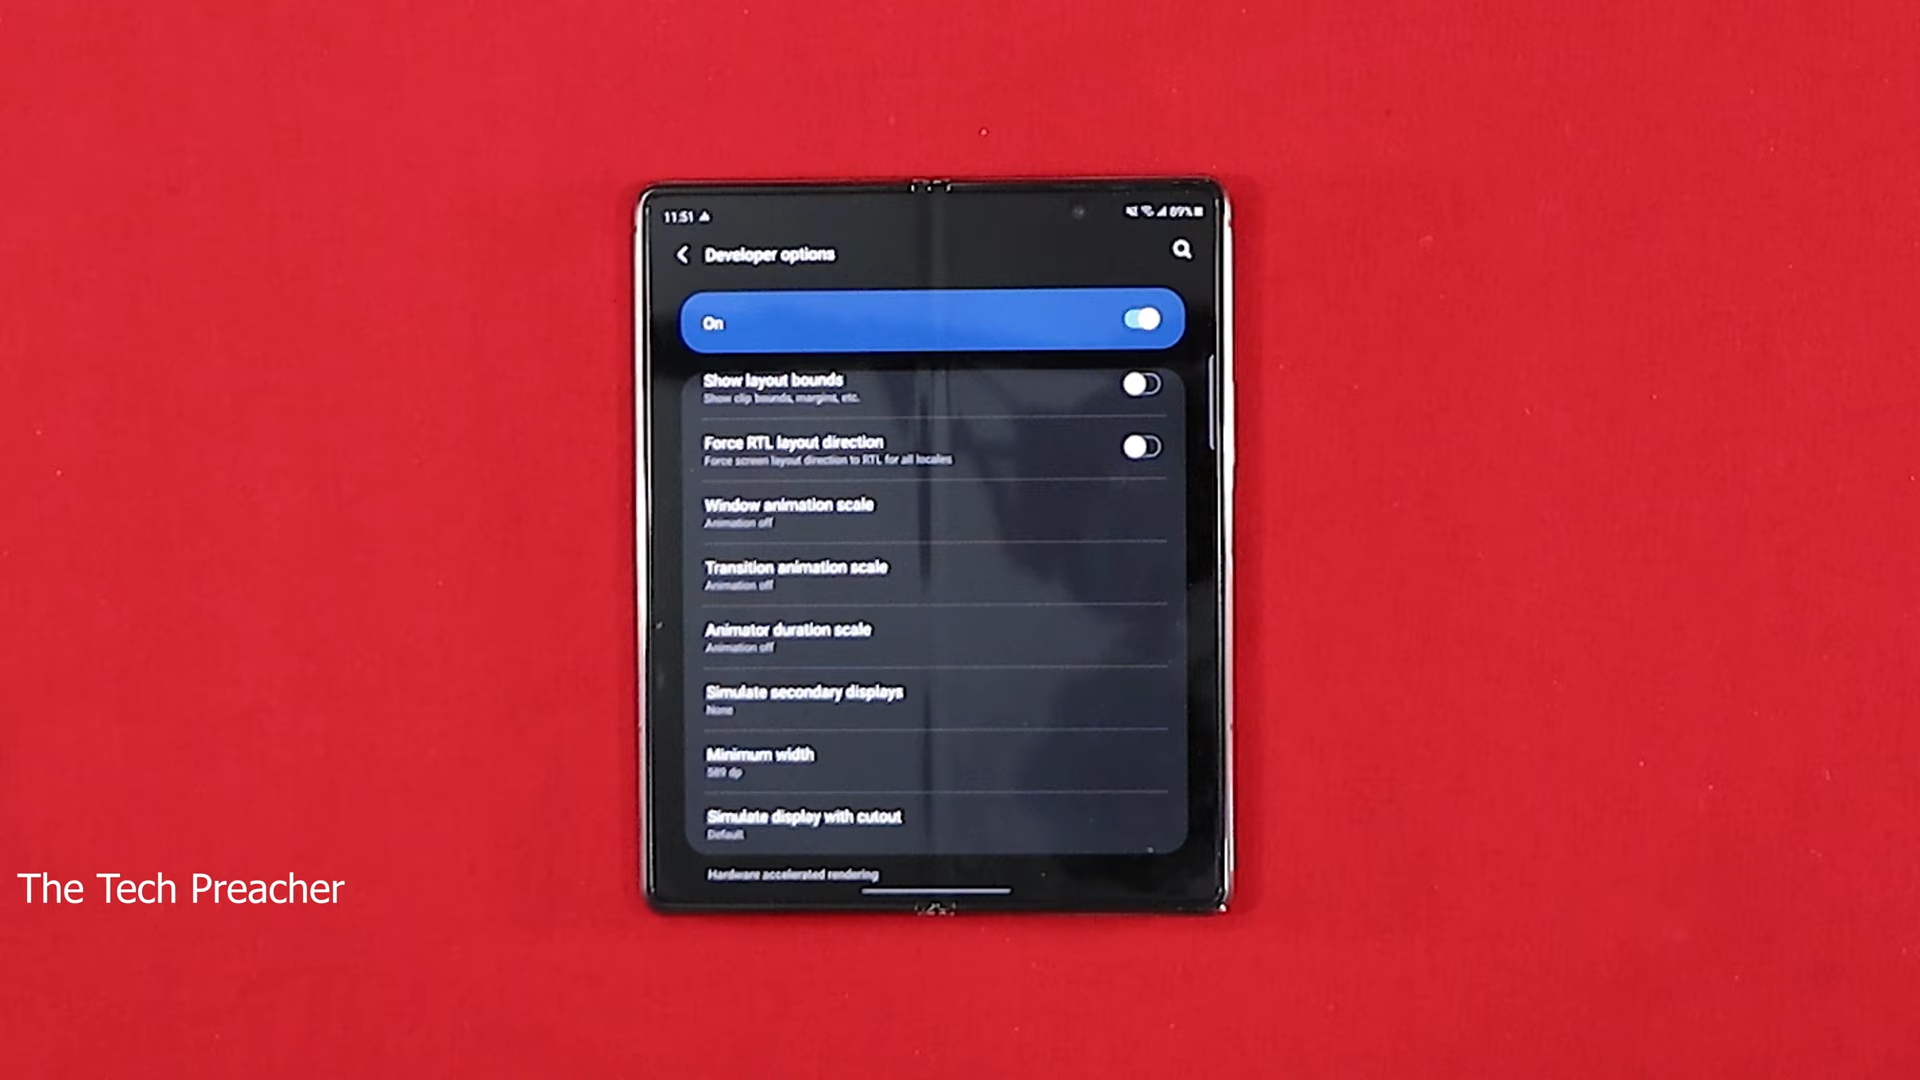 11:51
89%
Developer options
On
Show layout bounds
Show clip bounds, margins, etc.
Force RTL layout direction
Force screen layout direction to RTL for all locales
Window animation scale
Animation off
Transition animation scale
Animation off
Animator duration scale
Animation off
Simulate secondary displays
None
Minimum width
589 dp
Simulate display with cutout
Default
Hardware accelerated rendering
The Tech Preacher